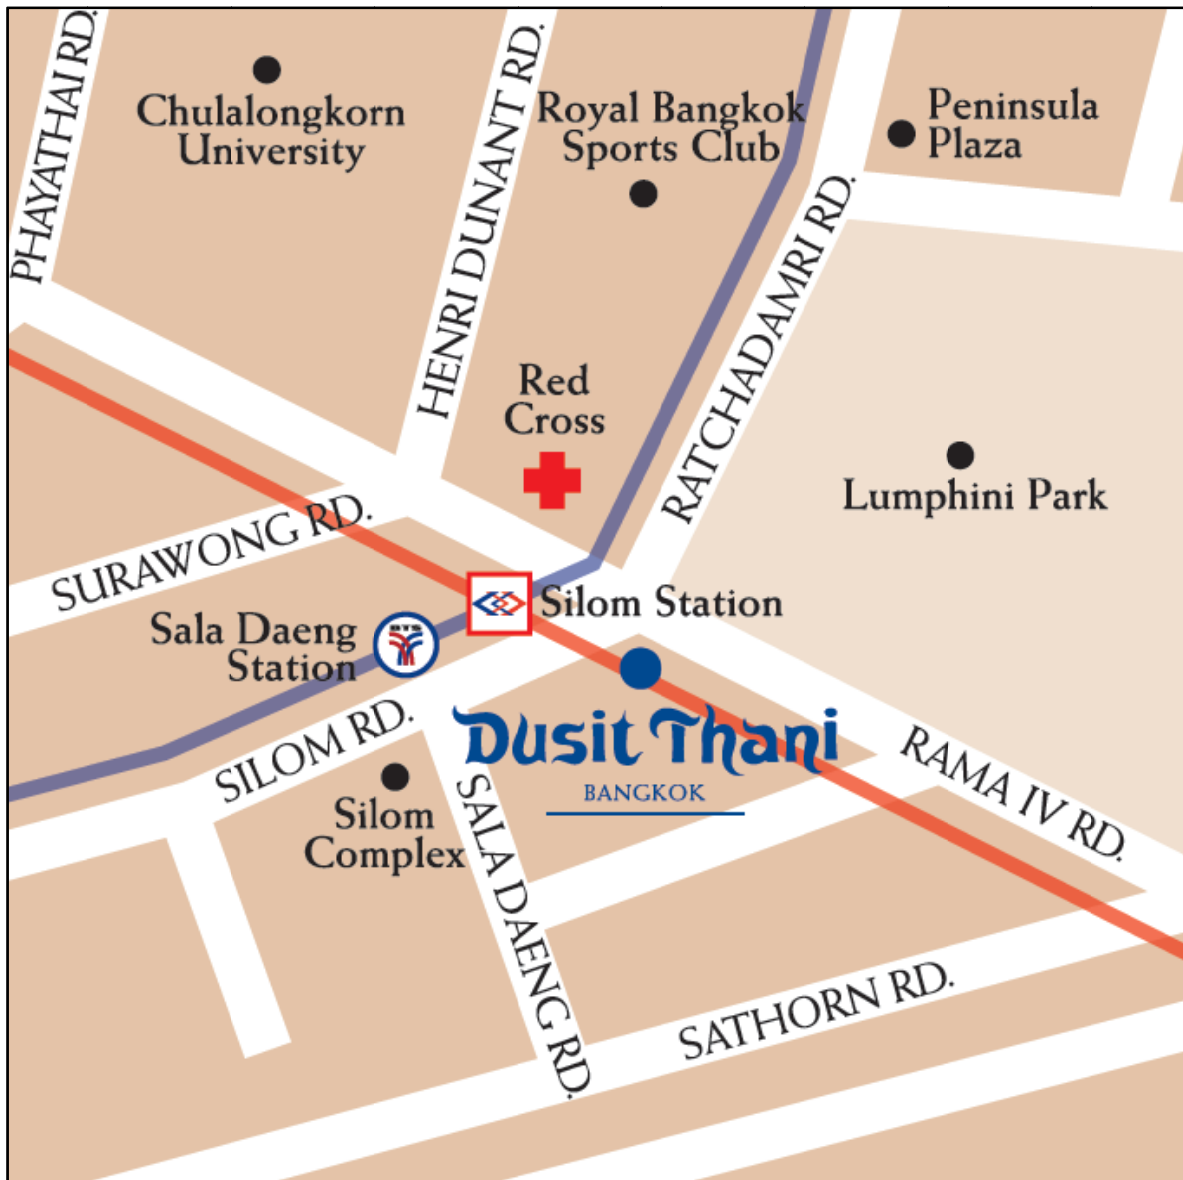 PHAYATHAI RD.
Chulalongkorn
University
HENRI DUNANT RD.
Royal Bangkok
Sports Club
Peninsula
Plaza
RATCHADAMRI RD.
Red
Cross
Lumphini Park
SURAWONG RD.
Silom Station
Sala Daeng
Station
BTS
SILOM RD.
Dusit Thani
BANGKOK
RAMA IV RD.
Silom
Complex
SALA DAENG RD.
SATHORN RD.